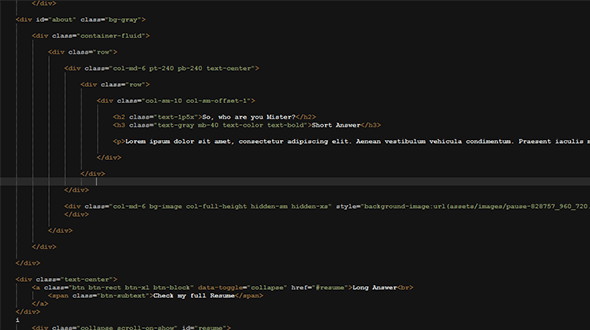 </div>
<div id="about" class="bg-gray">
<div class="container-fluid">
<div class="row">
<div class="col-md-6 pt-240 pb-240 text-center">
<div class="row">
<div class="col-sm-10 col-sm-offset-1">
<h2 class="text-1p5x">So, who are you Mister?</h2>
<h3 class="text-gray mb-40 text-color text-bold">Short Answer</h3>
<p>Lorem ipsum dolor sit amet, consectetur adipiscing elit. Aenean vestibulum vehicula condimentum. Praesent iaculis
</div>
</div>
</div>
<div class="col-md-6 bg-image col-full-height hidden-sm hidden-xs" style="background-image:url(assets/images/pause-828757_960_720.
</div>
</div>
</div>
</div>
<div class="text-center">
<a class="btn btn-rect btn-xl btn-block" data-toggle="collapse" href="#resume">Long Answer<br>
<span class="btn-subtext">Check my full Resume</span>
</a>
</div>
i
<div class="collapse scroll-on-show" id="resume">